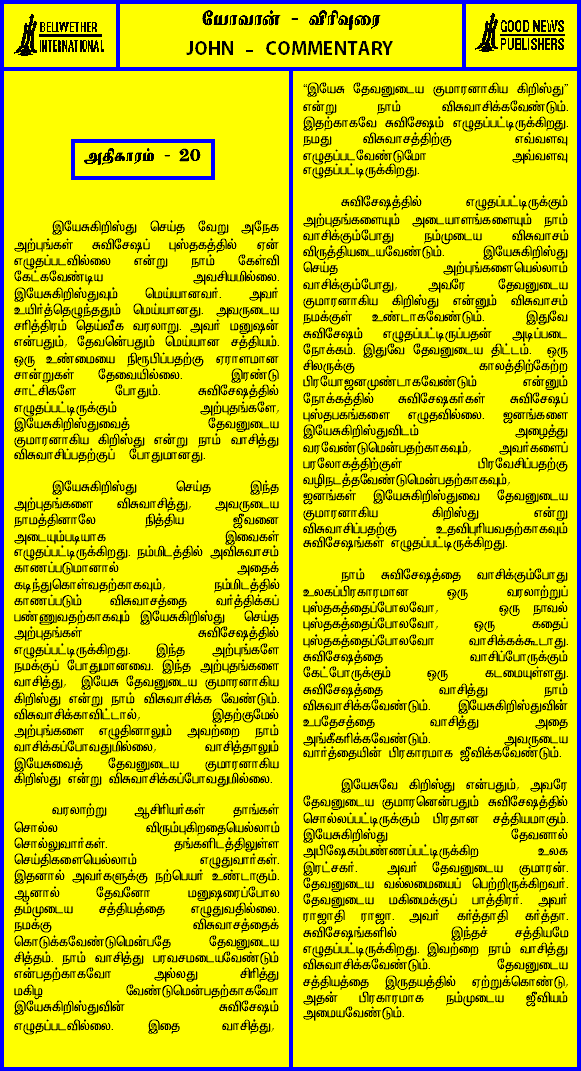 BELLWETHER
INTERNATIONAL
யோவான் - விரிவுரை
JOHN - COMMENTARY
GOOD NEWS
PUBLISHERS
அதிகாரம் - 20
இயேசுகிறிஸ்து செய்த வேறு அநேக
அற்புங்கள் சுவிசேஷப் புஸ்தகத்தில் ஏன்
எழுதப்படவில்லை என்று நாம் கேள்வி
கேட்கவேண்டிய அவசியமில்லை.
இயேசுகிறிஸ்துவும் மெய்யானவர். அவர்
உயிர்த்தெழுந்ததும் மெய்யானது. அவருடைய
சரித்திரம் தெய்வீக வரலாறு. அவர் மனுஷன்
என்பதும், தேவன்என்பதும் மெய்யான சத்தியம்.
ஒரு உண்மையை நிரூபிப்பதற்கு ஏராளமான
சான்றுகள் தேவையில்லை. இரண்டு
சாட்சிகளே போதும். சுவிசேஷத்தில்
எழுதப்பட்டிருக்கும் அற்புதங்களே,
இயேசுகிறிஸ்துவைத் தேவனுடைய
குமாரனாகிய கிறிஸ்து என்று நாம் வாசித்து
விசுவாசிப்பதற்குப் போதுமானது.
இயேசுகிறிஸ்து செய்த இந்த
அற்புதங்களை விசுவாசித்து, அவருடைய
நாமத்தினாலே நித்திய ஜீவனை
அடையும்படியாக இவைகள்
எழுதப்பட்டிருக்கிறது. நம்மிடத்தில் அவிசுவாசம்
காணப்படுமானால் அதைக்
கடிந்துகொள்வதற்காகவும், நம்மிடத்தில்
காணப்படும் விசுவாசத்தை வர்த்திக்கப்
பண்ணுவதற்காகவும் இயேசுகிறிஸ்து செய்த
அற்புதங்கள் சுவிசேஷத்தில்
எழுதப்பட்டிருக்கிறது. இந்த அற்புங்களே
நமக்குப் போதுமானவை. இந்த அற்புதங்களை
வாசித்து, இயேசு தேவனுடைய குமாரனாகிய
கிறிஸ்து என்று நாம் விசுவாசிக்க வேண்டும்.
விசுவாசிக்காவிட்டால், இதற்குமேல்
அற்புங்களை எழுதினாலும் அவற்றை நாம்
வாசிக்கப்போவதுமில்லை, வாசித்தாலும்
இயேசுவைத் தேவனுடைய குமாரனாகிய
கிறிஸ்து என்று விசுவாசிக்கப்போவதுமில்லை.
வரலாற்று ஆசிரியர்கள் தாங்கள்
சொல்ல விரும்புகிறதையெல்லாம்
சொல்லுவார்கள். தங்களிடத்திலுள்ள
செய்திகளையெல்லாம் எழுதுவார்கள்.
இதனால் அவர்களுக்கு நற்பெயர் உண்டாகும்.
ஆனால் தேவனோ மனுஷரைப்போல
தம்முடைய சத்தியத்தை எழுதுவதில்லை.
நமக்கு விசுவாசத்தைக்
கொடுக்கவேண்டுமென்பதே தேவனுடைய
சித்தம். நாம் வாசித்து பரவசமடையவேண்டும்
என்பதற்காகவோ அல்லது சிரித்து
மகிழ வேண்டுமென்பதற்காகவோ
இயேசுகிறிஸ்துவின் சுவிசேஷம்
எழுதப்படவில்லை. இதை வாசித்து,
“இயேசு தேவனுடைய குமாரனாகிய கிறிஸ்து”
என்று நாம் விசுவாசிக்கவேண்டும்.
இதற்காகவே சுவிசேஷம் எழுதப்பட்டிருக்கிறது.
நமது விசுவாசத்திற்கு எவ்வளவு
எழுதப்படவேண்டுமோ அவ்வளவு
எழுதப்பட்டிருக்கிறது.
சுவிசேஷத்தில் எழுதப்பட்டிருக்கும்
அற்புதங்களையும் அடையாளங்களையும் நாம்
வாசிக்கும்போது நம்முடைய விசுவாசம்
விருத்தியடையவேண்டும். இயேசுகிறிஸ்து
செய்த அற்புங்களையெல்லாம்
வாசிக்கும்போது, அவரே தேவனுடைய
குமாரனாகிய கிறிஸ்து என்னும் விசுவாசம்
நமக்குள் உண்டாகவேண்டும். இதுவே
சுவிசேஷம் எழுதப்பட்டிருப்பதன் அடிப்படை
நோக்கம். இதுவே தேவனுடைய திட்டம். ஒரு
சிலருக்கு காலத்திற்கேற்ற
பிரயோஜனமுண்டாகவேண்டும் என்னும்
நோக்கத்தில் சுவிசேஷகர்கள் சுவிசேஷப்
புஸ்தபகங்களை எழுதவில்லை. ஜனங்களை
இயேசுகிறிஸ்துவிடம் அழைத்து
வரவேண்டுமென்பதற்காகவும், அவர்களைப்
பரலோகத்திற்குள் பிரவேசிப்பதற்கு
வழிநடத்தவேண்டுமென்பதற்காகவும்,
ஜனங்கள் இயேசுகிறிஸ்துவை தேவனுடைய
குமாரனாகிய கிறிஸ்து என்று
விசுவாசிப்பதற்கு உதவிபுரியவதற்காகவும்
சுவிசேஷங்கள் எழுதப்பட்டிருக்கிறது.
நாம் சுவிசேஷத்தை வாசிக்கும்போது
உலகப்பிரகாரமான ஒரு வரலாற்றுப்
புஸ்தகத்தைப்போலவோ, ஒரு நாவல்
புஸ்தகத்தைப்போலவோ, ஒரு கதைப்
புஸ்தகத்தைப்போலவோ வாசிக்கக்கூடாது.
சுவிசேஷத்தை வாசிப்போருக்கும்
கேட்போருக்கும் ஒரு கடமையுள்ளது.
சுவிசேஷத்தை வாசித்து நாம்
விசுவாசிக்கவேண்டும். இயேசுகிறிஸ்துவின்
உபதேசத்தை வாசித்து அதை
அங்கீகரிக்கவேண்டும். அவருடைய
வார்த்தையின் பிரகாரமாக ஜீவிக்கவேண்டும்.
இயேசுவே கிறிஸ்து என்பதும், அவரே
தேவனுடைய குமாரனென்பதும் சுவிசேஷத்தில்
சொல்லப்பட்டிருக்கும் பிரதான சத்தியமாகும்.
இயேசுகிறிஸ்து தேவனால்
அபிஷேகம்பண்ணப்பட்டிருக்கிற உலக
இரட்சகர். அவர் தேவனுடைய குமாரன்.
தேவனுடைய வல்லமையைப் பெற்றிருக்கிறவர்.
தேவனுடைய மகிமைக்குப் பாத்திரர். அவர்
ராஜாதி ராஜா. அவர் கர்த்தாதி கர்த்தா.
சுவிசேஷங்களில் இந்தச் சத்தியமே
எழுதப்பட்டிருக்கிறது. இவற்றை நாம் வாசித்து
விசுவாசிக்கவேண்டும். தேவனுடைய
சத்தியத்தை இருதயத்தில் ஏற்றுக்கொண்டு,
அதன் பிரகாரமாக நம்முடைய ஜீவியம்
அமையவேண்டும்.